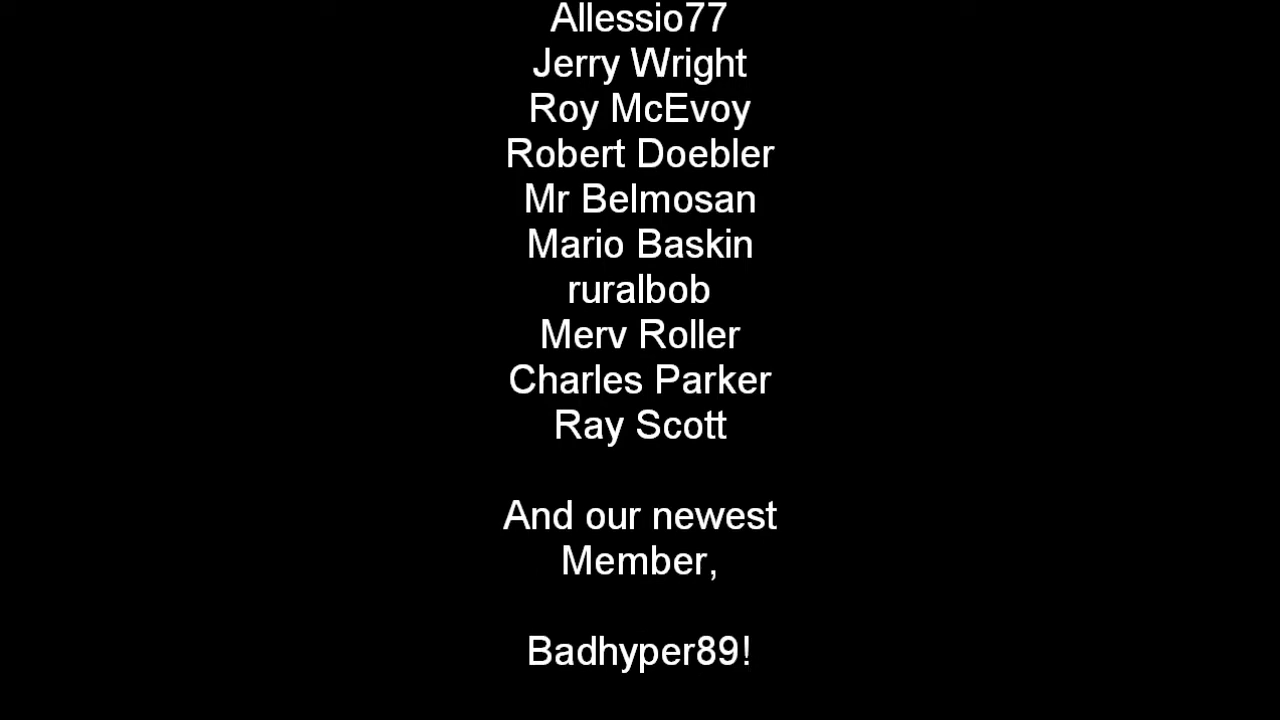 Allessio77
Jerry Wright
Roy McEvoy
Robert Doebler
Mr Belmosan
Mario Baskin
ruralbob
Merv Roller
Charles Parker
Ray Scott
And our newest
Member,
Badhyper89!